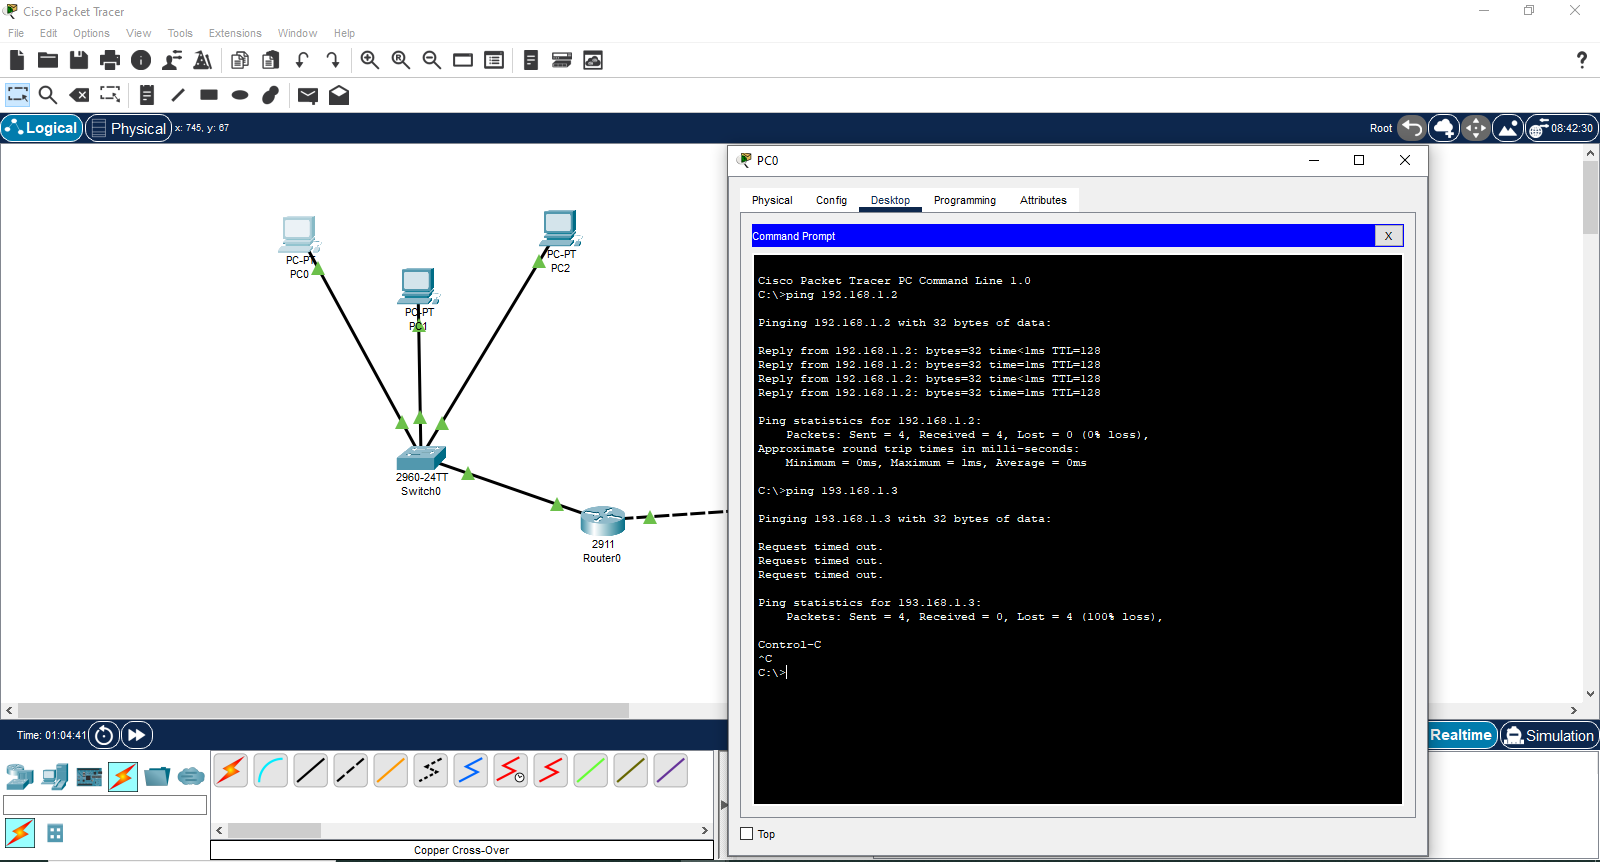 Cisco Packet Tracer
File Edit Options View Tools Extensions Window Help
Logical Physical x: 745, y: 67 Root 08:42:30
PC-PT
PC0
PC-PT
PC1
PC-PT
PC2
2960-24TT
Switch0
2911
Router0
PC0
Physical Config Desktop Programming Attributes
Command Prompt X
Cisco Packet Tracer PC Command Line 1.0
C:\>ping 192.168.1.2
Pinging 192.168.1.2 with 32 bytes of data:
Reply from 192.168.1.2: bytes=32 time<1ms TTL=128
Reply from 192.168.1.2: bytes=32 time=1ms TTL=128
Reply from 192.168.1.2: bytes=32 time<1ms TTL=128
Reply from 192.168.1.2: bytes=32 time=1ms TTL=128
Ping statistics for 192.168.1.2:
Packets: Sent = 4, Received = 4, Lost = 0 (0% loss),
Approximate round trip times in milli-seconds:
Minimum = 0ms, Maximum = 1ms, Average = 0ms
C:\>ping 193.168.1.3
Pinging 193.168.1.3 with 32 bytes of data:
Request timed out.
Request timed out.
Request timed out.
Ping statistics for 193.168.1.3:
Packets: Sent = 4, Received = 0, Lost = 4 (100% loss),
Control-C
^C
C:\>
Top
Time: 01:04:41
Realtime Simulation
Copper Cross-Over